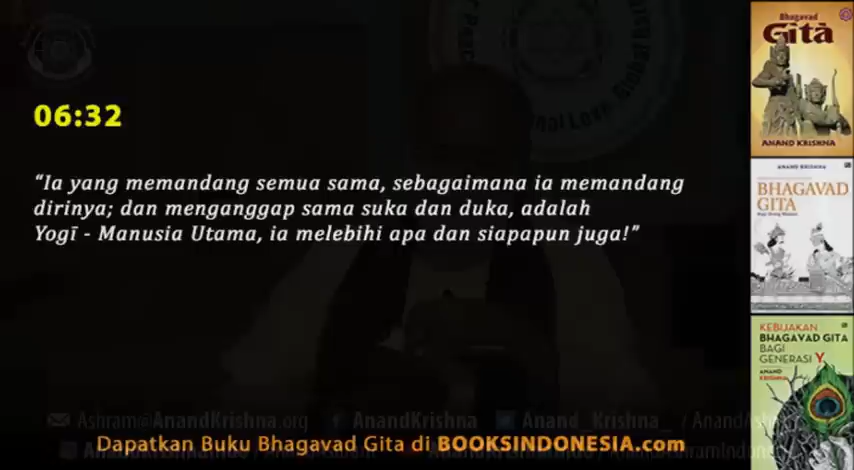 06:32
“Ia yang memandang semua sama, sebagaimana ia memandang
dirinya; dan menganggap sama suka dan duka, adalah
Yogī - Manusia Utama, ia melebihi apa dan siapapun juga!”
Bhagavad
Gītā
ANAND KRISHNA
ANAND KRISHNA
BHAGAVAD
GITA
KEBIJAKAN
BHAGAVAD GITA
BAGI
GENERASI Y
ANAND
KRISHNA
Ashram@AnandKrishna.org AnandKrishna Anand_Krishna_ /
Dapatkan Buku Bhagavad Gita di BOOKSINDONESIA.com